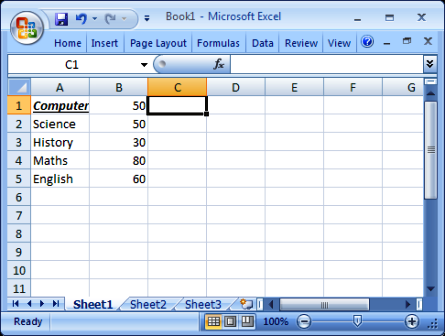 Book1 - Microsoft Excel
Home Insert Page Layout Formulas Data Review View
C1 fx
A B C D E F G
1 Computer 50
2 Science 50
3 History 30
4 Maths 80
5 English 60
6
7
8
9
10
11
Sheet1 Sheet2 Sheet3
Ready 100%